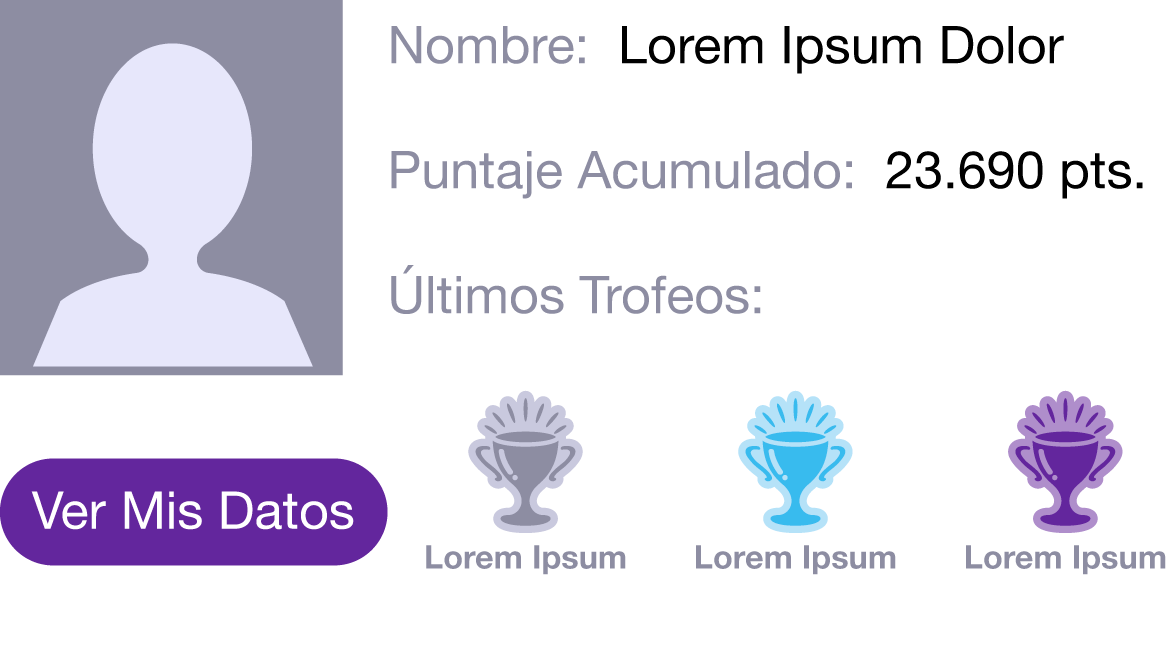 Nombre: Lorem Ipsum Dolor
Puntaje Acumulado: 23.690 pts.
Últimos Trofeos:
Ver Mis Datos
Lorem Ipsum
Lorem Ipsum
Lorem Ipsum